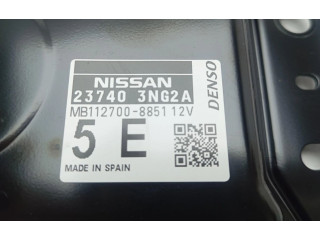 NISSAN
23740 3NG2A
MB112700-8851 12V
5 E
MADE IN SPAIN
DENSO